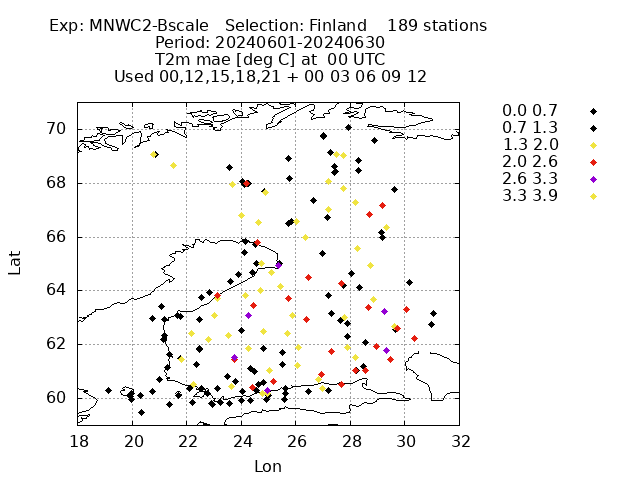 Exp: MNWC2-Bscale   Selection: Finland    189 stations
Period: 20240601-20240630
T2m mae [deg C] at  00 UTC
Used 00,12,15,18,21 + 00 03 06 09 12
0.0 0.7
0.7 1.3
1.3 2.0
2.0 2.6
2.6 3.3
3.3 3.9
70
68
66
64
62
60
Lat
18 20 22 24 26 28 30 32
Lon